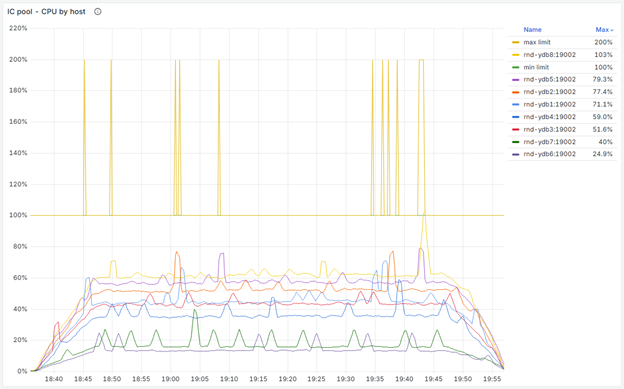 IC pool - CPU by host
220%
200%
180%
160%
140%
120%
100%
80%
60%
40%
20%
0%
18:40 18:45 18:50 18:55 19:00 19:05 19:10 19:15 19:20 19:25 19:30 19:35 19:40 19:45 19:50 19:55
Name Max
max limit 200%
rnd-ydb8:19002 103%
min limit 100%
rnd-ydb5:19002 79.3%
rnd-ydb2:19002 77.4%
rnd-ydb1:19002 71.1%
rnd-ydb4:19002 59.0%
rnd-ydb3:19002 51.6%
rnd-ydb7:19002 40%
rnd-ydb6:19002 24.9%